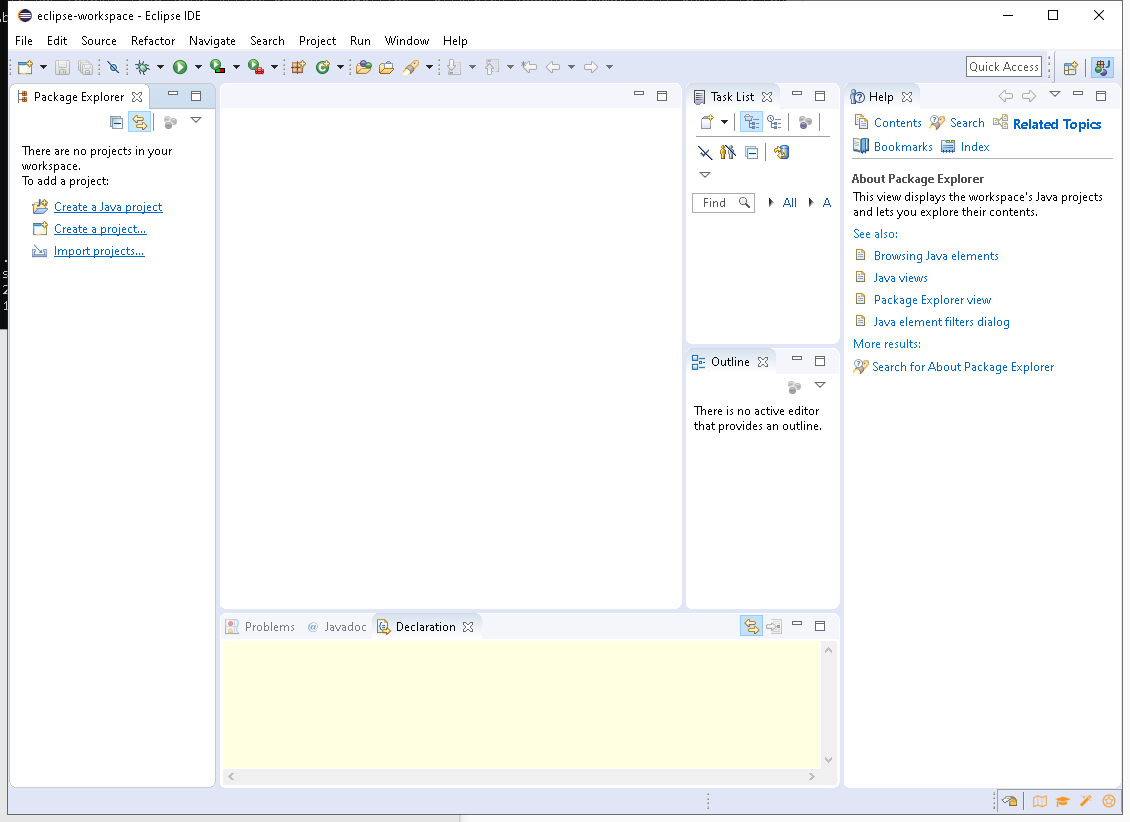 eclipse-workspace - Eclipse IDE
File Edit Source Refactor Navigate Search Project Run Window Help
Quick Access
Package Explorer
There are no projects in your
workspace.
To add a project:
Create a Java project
Create a project...
Import projects...
Task List
Find All A
Outline
There is no active editor
that provides an outline.
Help
Contents Search Related Topics
Bookmarks Index
About Package Explorer
This view displays the workspace's Java projects
and lets you explore their contents.
See also:
Browsing Java elements
Java views
Package Explorer view
Java element filters dialog
More results:
Search for About Package Explorer
Problems @ Javadoc Declaration